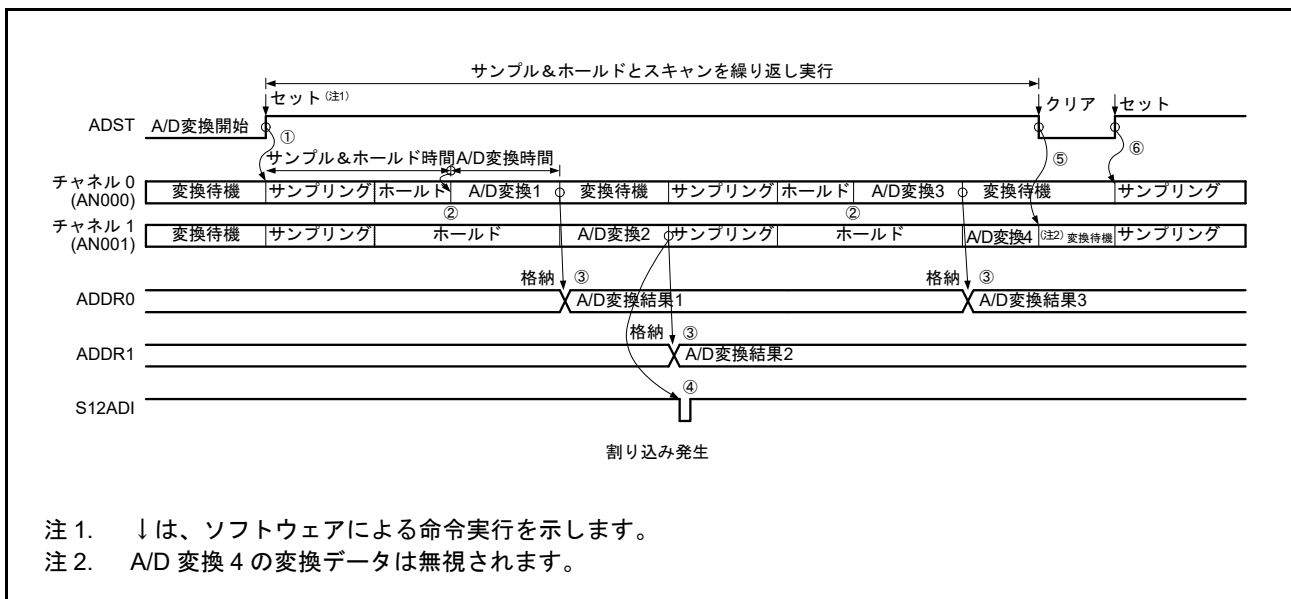 サンプル＆ホールドとスキャンを繰り返し実行
セット(注1) クリア セット
ADST A/D変換開始 ① ⑤ ⑥
サンプル＆ホールド時間 A/D変換時間
チャネル 0
(AN000) 変換待機 サンプリング ホールド A/D変換1 変換待機 サンプリング ホールド A/D変換3 変換待機 サンプリング
② ②
チャネル 1
(AN001) 変換待機 サンプリング ホールド A/D変換2 サンプリング ホールド A/D変換4 (注2) 変換待機 サンプリング
格納 ③ 格納 ③
ADDR0 A/D変換結果1 A/D変換結果3
格納 ③
ADDR1 A/D変換結果2
④
S12ADI
割り込み発生
注 1. ↓は、ソフトウェアによる命令実行を示します。
注 2. A/D 変換 4 の変換データは無視されます。